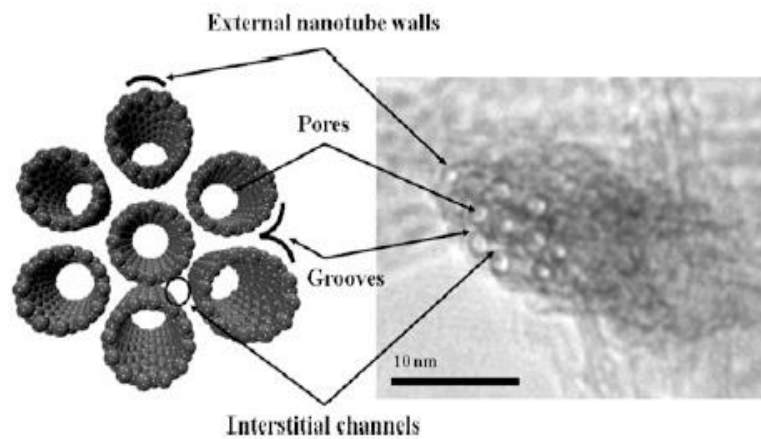 External nanotube walls
Pores
Grooves
10 nm
Interstitial channels